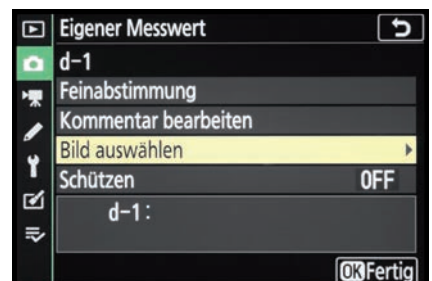 Eigener Messwert
d-1
Feinabstimmung
Kommentar bearbeiten
Bild auswählen
Schützen OFF
d-1:
OK Fertig